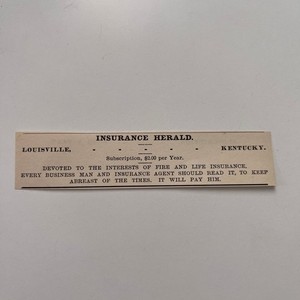 INSURANCE HERALD.
LOUISVILLE, - - - - - KENTUCKY.
Subscription, $2.00 per Year.
DEVOTED TO THE INTERESTS OF FIRE AND LIFE INSURANCE,
EVERY BUSINESS MAN AND INSURANCE AGENT SHOULD READ IT, TO KEEP
ABREAST OF THE TIMES. IT WILL PAY HIM.